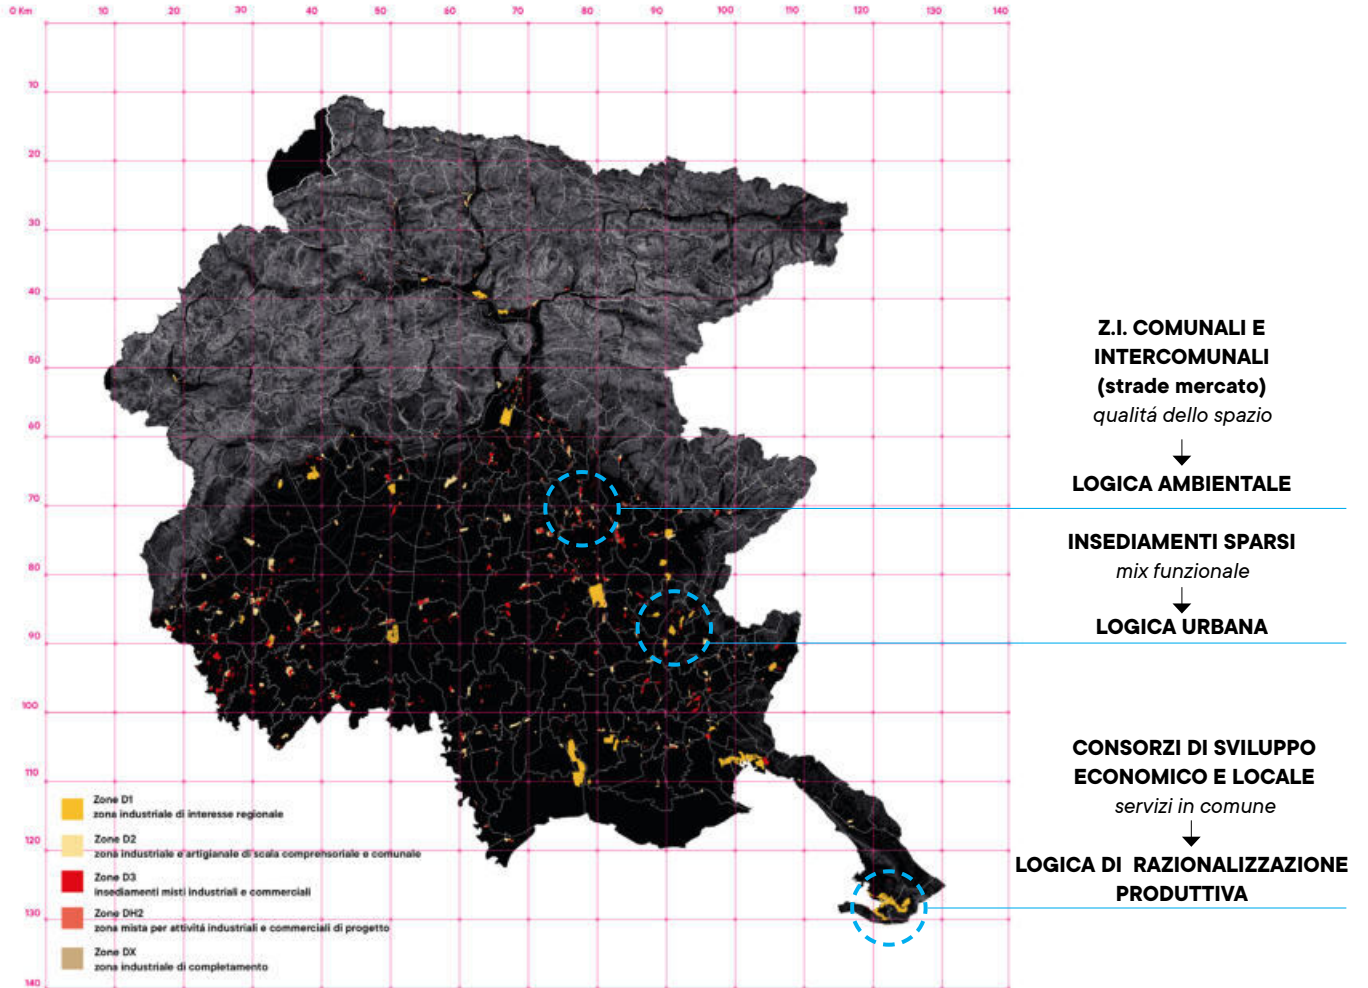 0 Km 10 20 30 40 50 60 70 80 90 100 110 120 130 140
10
20
30
40
50
60
70
80
90
100
110
120
130
140
Zone D1
zona industriale di interesse regionale
Zone D2
zona industriale e artigianale di scala comprensoriale e comunale
Zone D3
insediamenti misti industriali e commerciali
Zone DH2
zona mista per attivitá industriali e commerciali di progetto
Zone DX
zona industriale di completamento
Z.I. COMUNALI E
INTERCOMUNALI
(strade mercato)
qualitá dello spazio
LOGICA AMBIENTALE
INSEDIAMENTI SPARSI
mix funzionale
LOGICA URBANA
CONSORZI DI SVILUPPO
ECONOMICO E LOCALE
servizi in comune
LOGICA DI RAZIONALIZZAZIONE
PRODUTTIVA